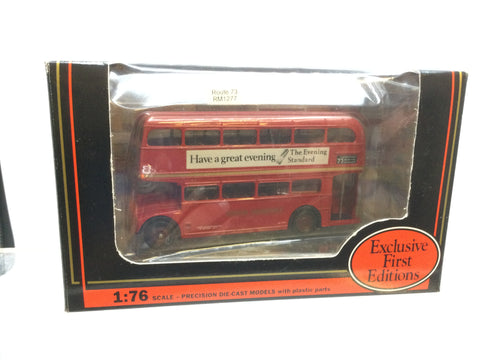 Route 73
RM1277
Have a great evening
The Evening
Standard
73
Exclusive
First
Editions
1:76 SCALE - PRECISION DIE-CAST MODELS with plastic parts